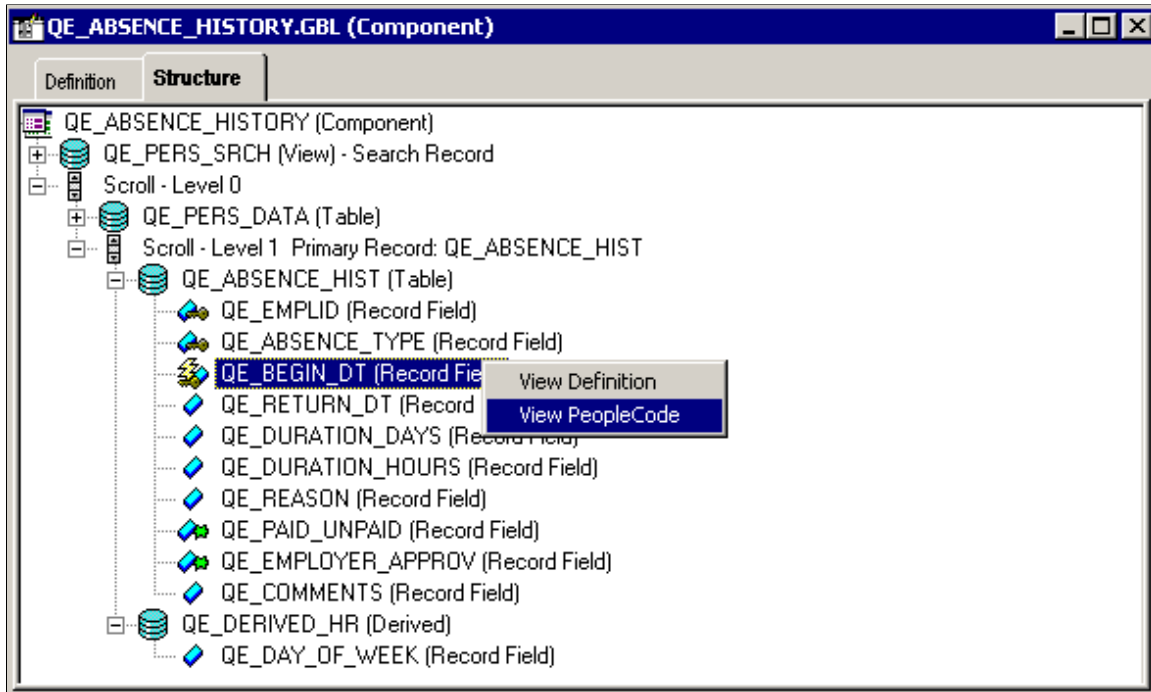 QE_ABSENCE_HISTORY.GBL (Component)
Definition Structure
QE_ABSENCE_HISTORY (Component)
QE_PERS_SRCH (View) - Search Record
Scroll - Level 0
QE_PERS_DATA (Table)
Scroll - Level 1 Primary Record: QE_ABSENCE_HIST
QE_ABSENCE_HIST (Table)
QE_EMPLID (Record Field)
QE_ABSENCE_TYPE (Record Field)
QE_BEGIN_DT (Record Fie
View Definition
QE_RETURN_DT (Record
View PeopleCode
QE_DURATION_DAYS (Record Field)
QE_DURATION_HOURS (Record Field)
QE_REASON (Record Field)
QE_PAID_UNPAID (Record Field)
QE_EMPLOYER_APPROV (Record Field)
QE_COMMENTS (Record Field)
QE_DERIVED_HR (Derived)
QE_DAY_OF_WEEK (Record Field)